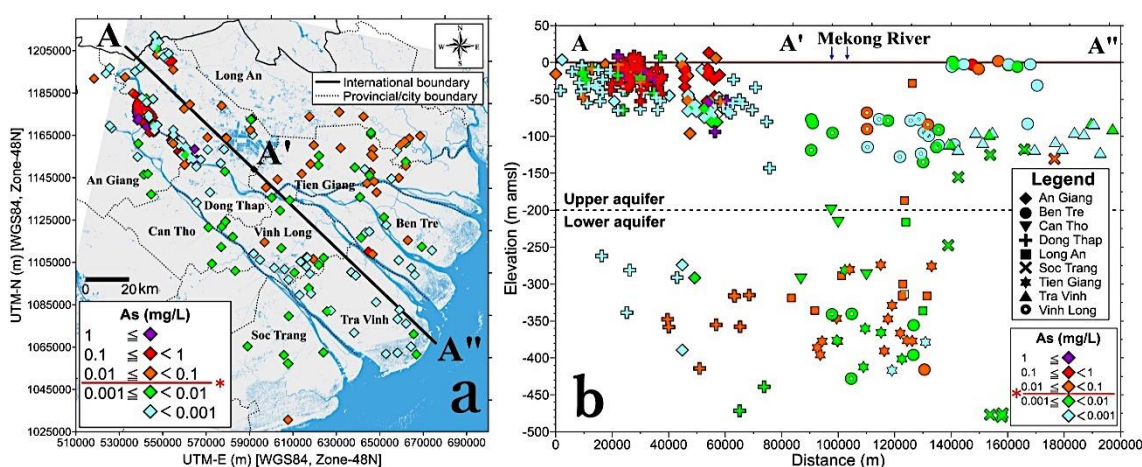 a
1205000
1185000
1165000
1145000
1125000
1105000
1085000
1065000
1045000
1025000
UTM-N (m) [WGS84, Zone-48N]
A
N
W E
S
Long An
International boundary
Provincial/city boundary
A'
An Giang
Tien Giang
Dong Thap
Ben Tre
Can Tho
Vinh Long
20km
Tra Vinh
Soc Trang
A"
As (mg/L)
1 ≦
0.1 ≦ < 1
0.01 ≦ < 0.1
*
0.001 ≦ < 0.01
< 0.001
a
510000 530000 550000 570000 590000 610000 630000 650000 670000 690000
UTM-E (m) [WGS84, Zone-48N]
b
50
0
-50
-100
-150
-200
-250
-300
-350
-400
-450
-500
Elevation (m amsl)
A
A'
Mekong River
A"
Upper aquifer
Lower aquifer
Legend
An Giang
Ben Tre
Can Tho
Dong Thap
Long An
Soc Trang
Tien Giang
Tra Vinh
Vinh Long
As (mg/L)
1 ≦
0.1 ≦ < 1
0.01 ≦ < 0.1
*
0.001 ≦ < 0.01
< 0.001
b
0 20000 40000 60000 80000 100000 120000 140000 160000 180000 200000
Distance (m)